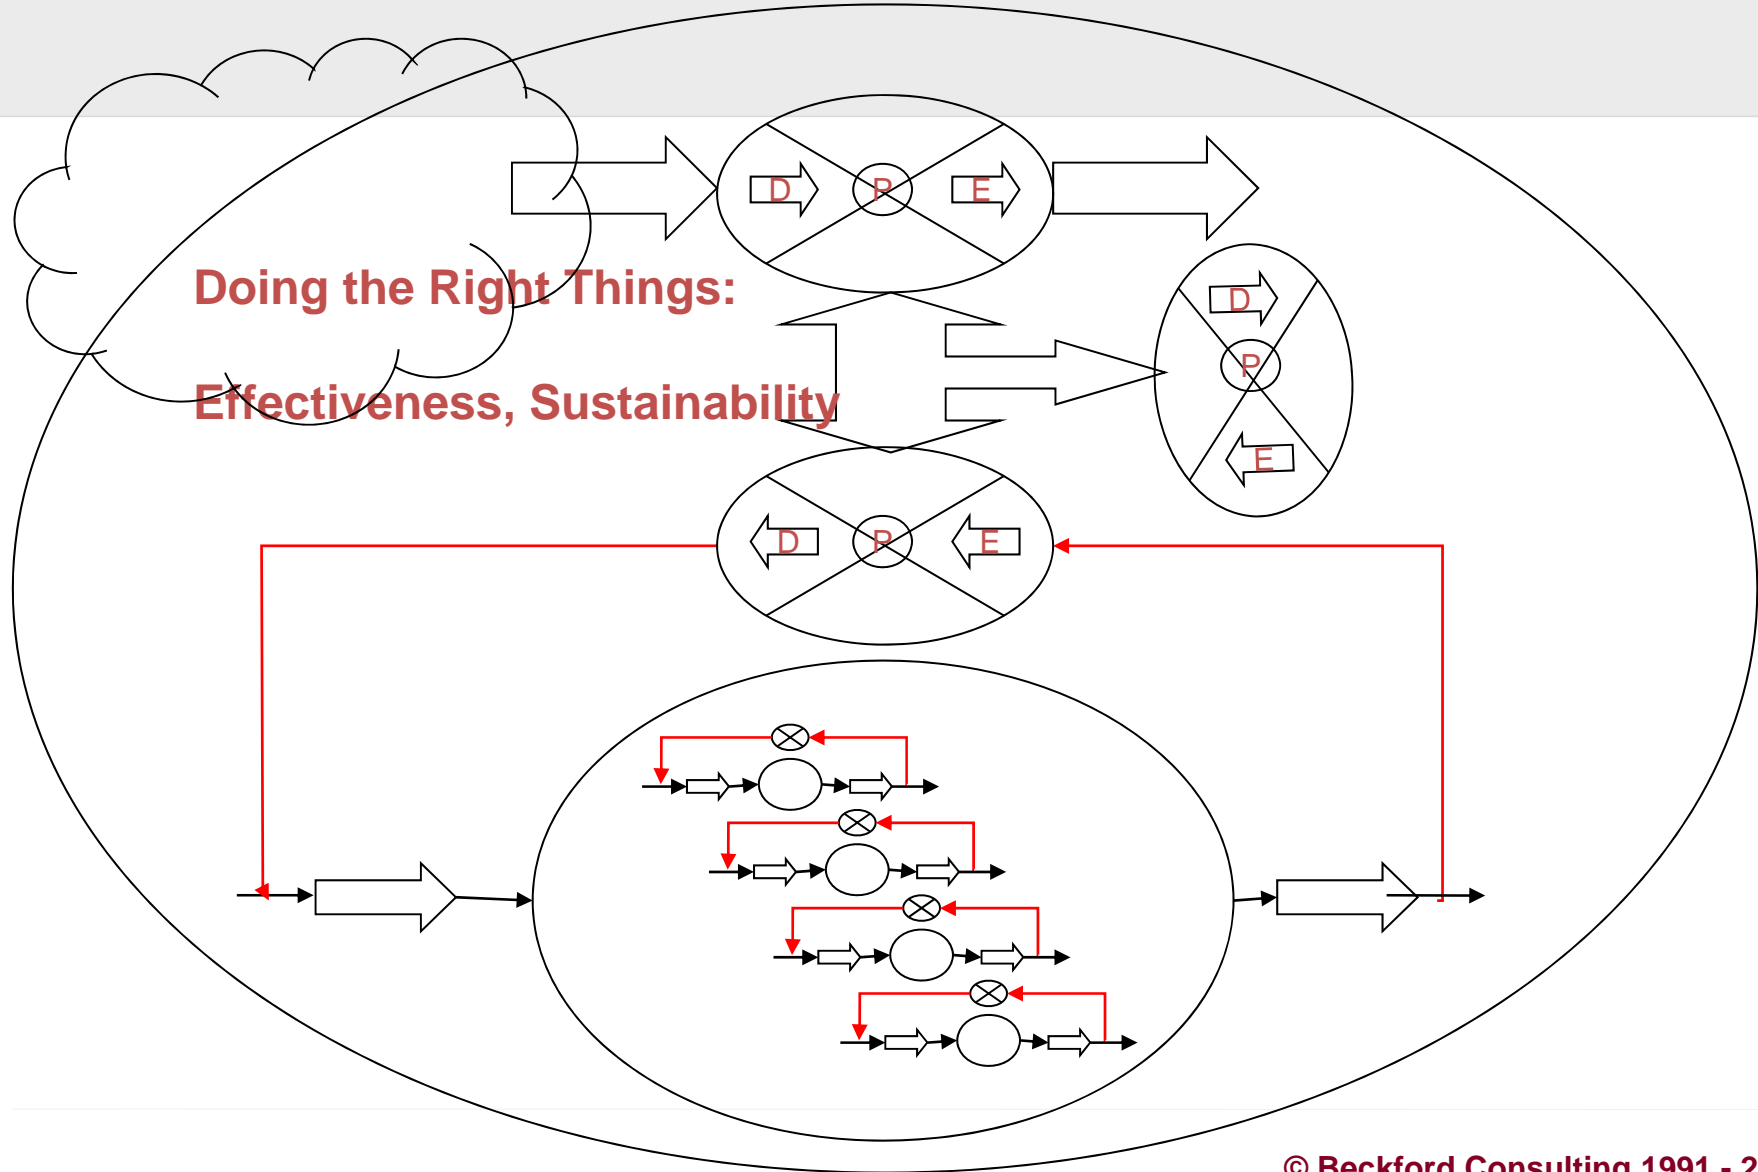 D P E
Doing the Right Things:
D
P
Effectiveness, Sustainability
E
D P E
© Beckford Consulting 1991 - 2